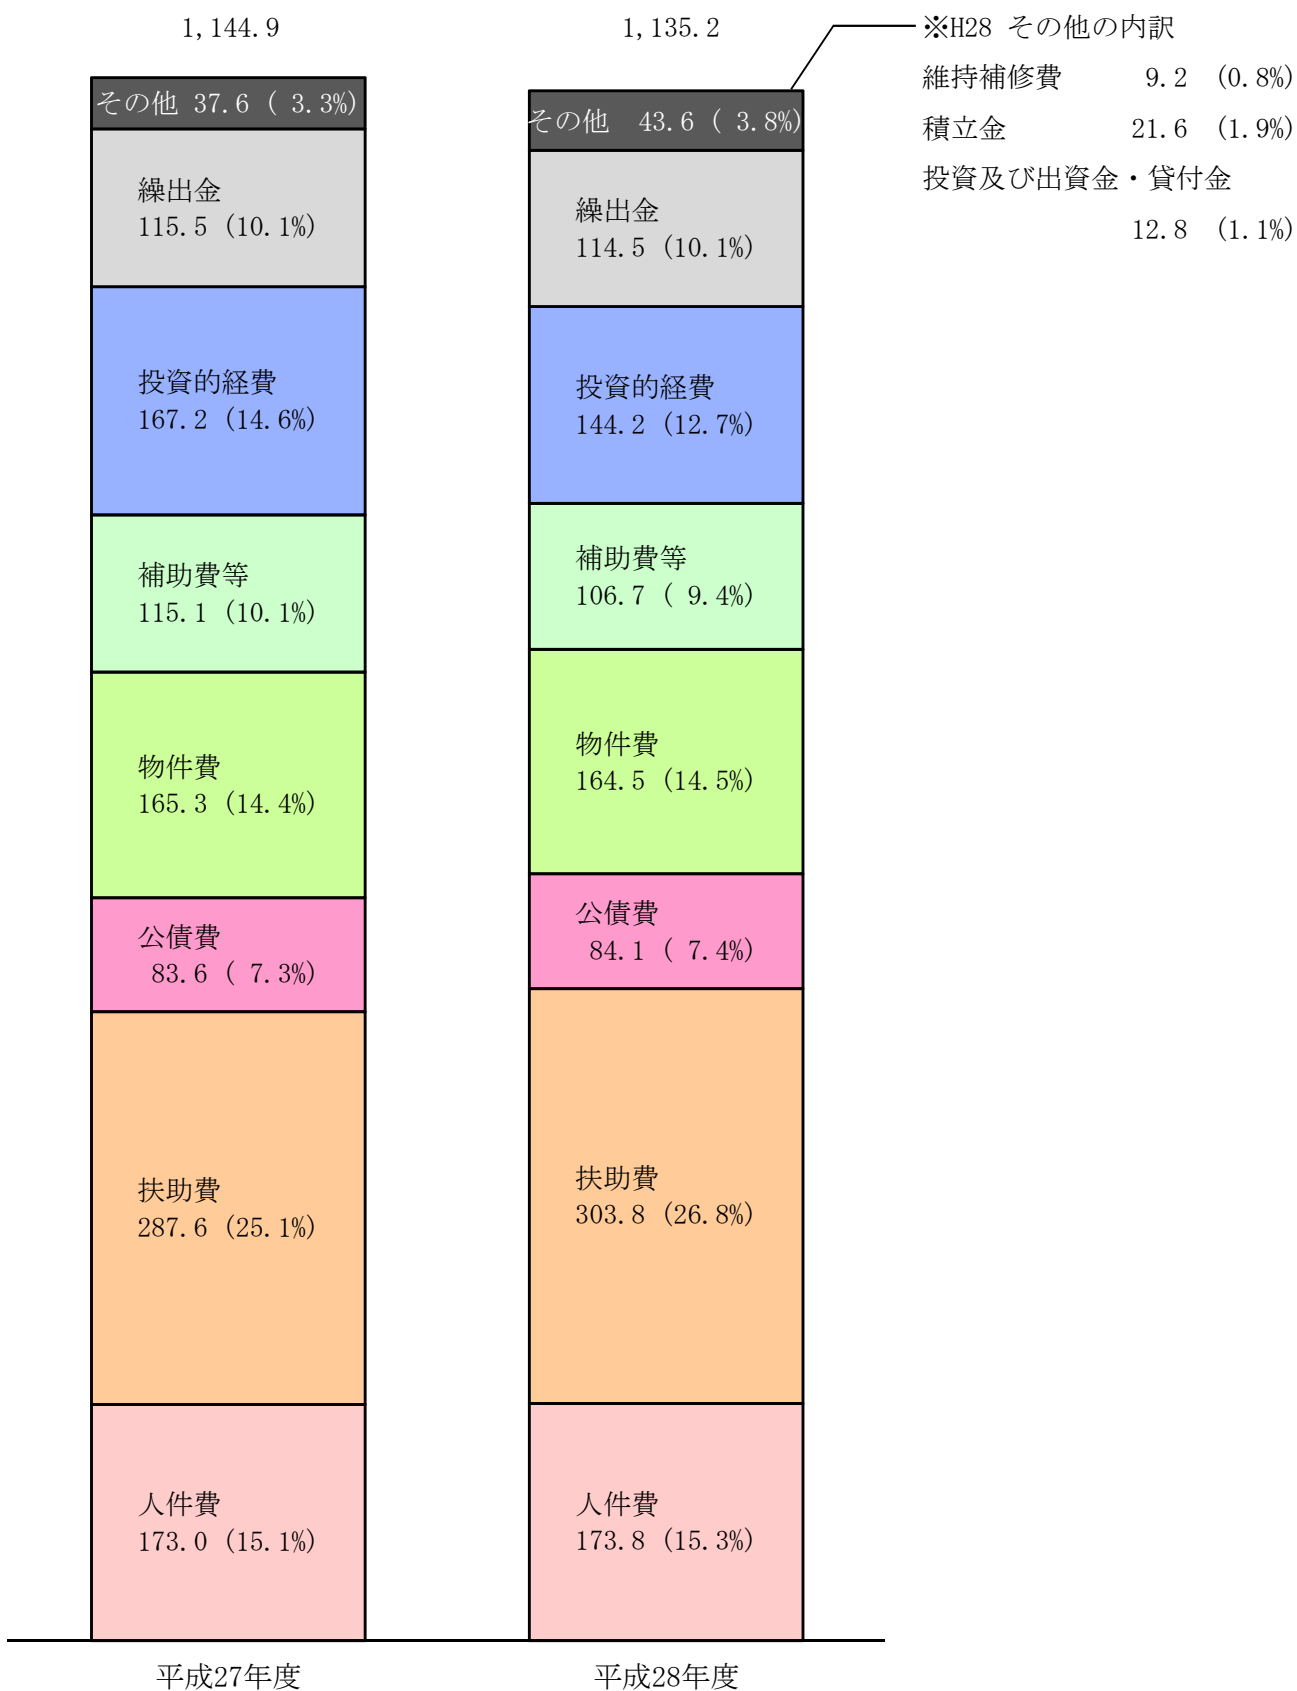 1,144.9
その他 37.6 ( 3.3%)
繰出金
115.5 (10.1%)
投資的経費
167.2 (14.6%)
補助費等
115.1 (10.1%)
物件費
165.3 (14.4%)
公債費
83.6 ( 7.3%)
扶助費
287.6 (25.1%)
人件費
173.0 (15.1%)
平成27年度
1,135.2
その他 43.6 ( 3.8%)
繰出金
114.5 (10.1%)
投資的経費
144.2 (12.7%)
補助費等
106.7 ( 9.4%)
物件費
164.5 (14.5%)
公債費
84.1 ( 7.4%)
扶助費
303.8 (26.8%)
人件費
173.8 (15.3%)
平成28年度
※H28 その他の内訳
維持補修費 9.2 (0.8%)
積立金 21.6 (1.9%)
投資及び出資金・貸付金
12.8 (1.1%)